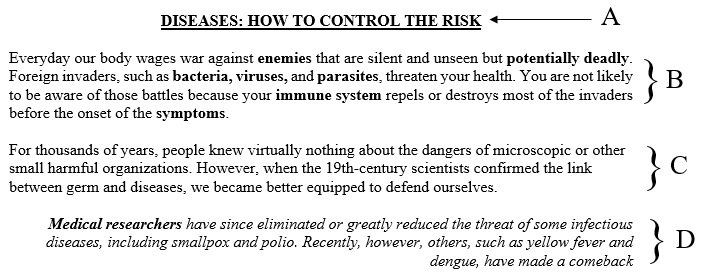 DISEASES: HOW TO CONTROL THE RISK A
Everyday our body wages war against enemies that are silent and unseen but potentially deadly.
Foreign invaders, such as bacteria, viruses, and parasites, threaten your health. You are not likely
to be aware of those battles because your immune system repels or destroys most of the invaders
before the onset of the symptoms.
B
For thousands of years, people knew virtually nothing about the dangers of microscopic or other
small harmful organizations. However, when the 19th-century scientists confirmed the link
between germ and diseases, we became better equipped to defend ourselves.
C
Medical researchers have since eliminated or greatly reduced the threat of some infectious
diseases, including smallpox and polio. Recently, however, others, such as yellow fever and
dengue, have made a comeback
D